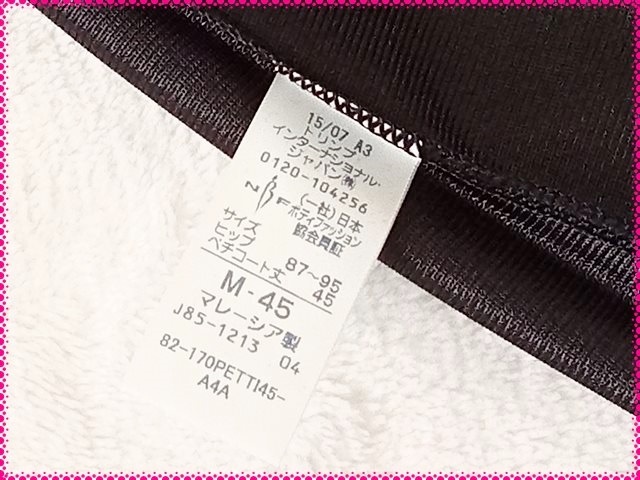 15/07 A3
トリンプ
インターナショナル・
ジャパン㈱
0120-104256
NBF (一社)日本
ボディファッション
協会員証
サイズ
ヒップ 87~95
ペチコート丈 45
M-45
マレーシア製
J85-1213 04
82-170PETTI45-
A4A